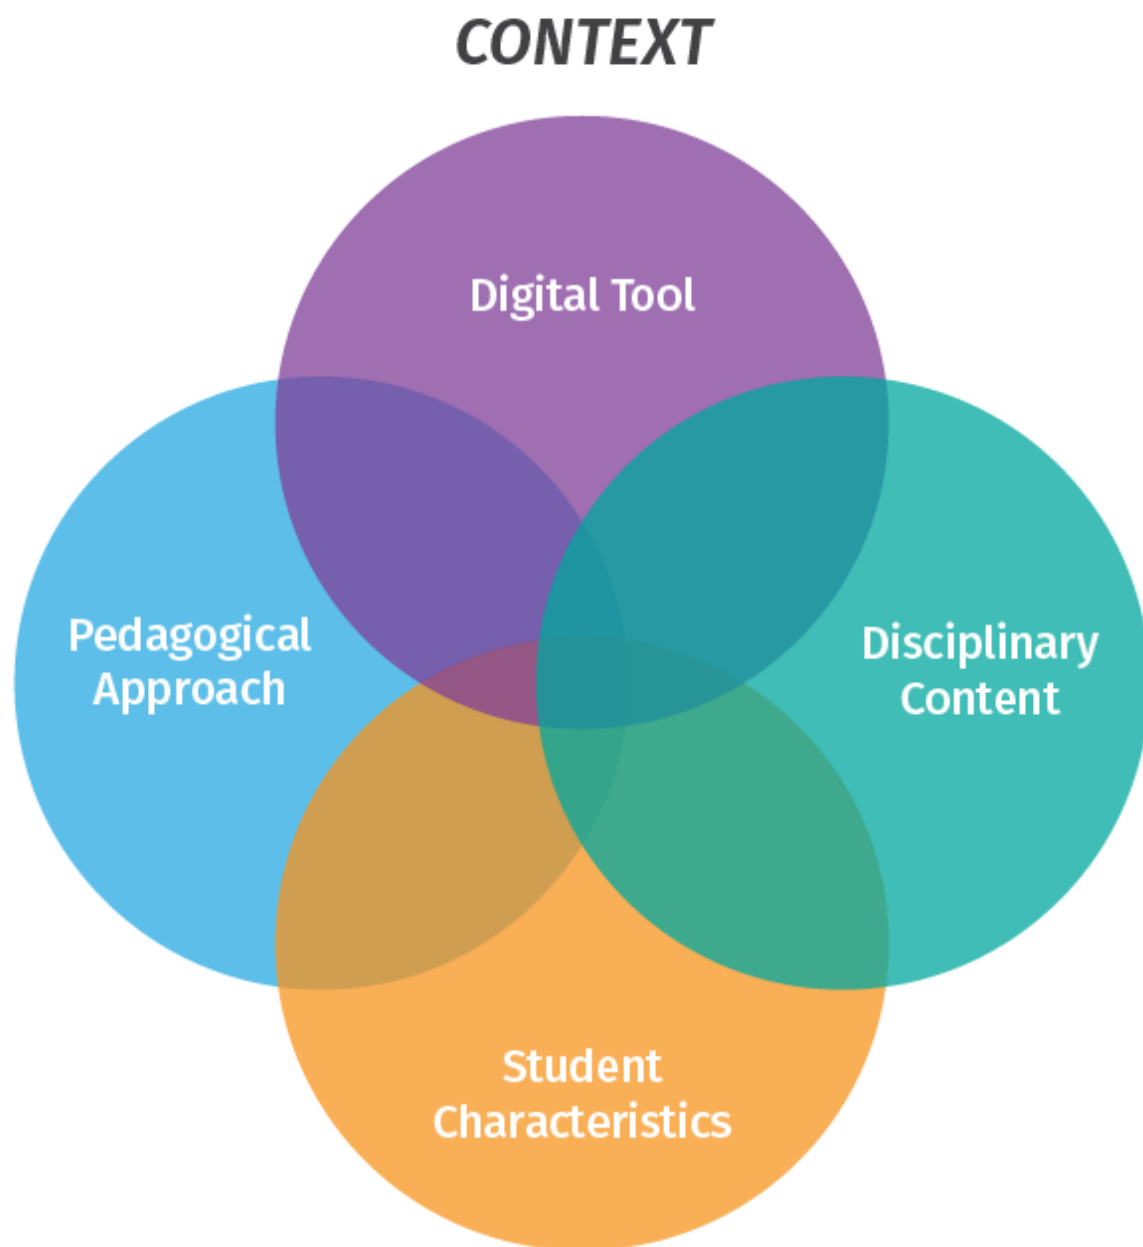 CONTEXT
Digital Tool
Pedagogical
Approach
Disciplinary
Content
Student
Characteristics